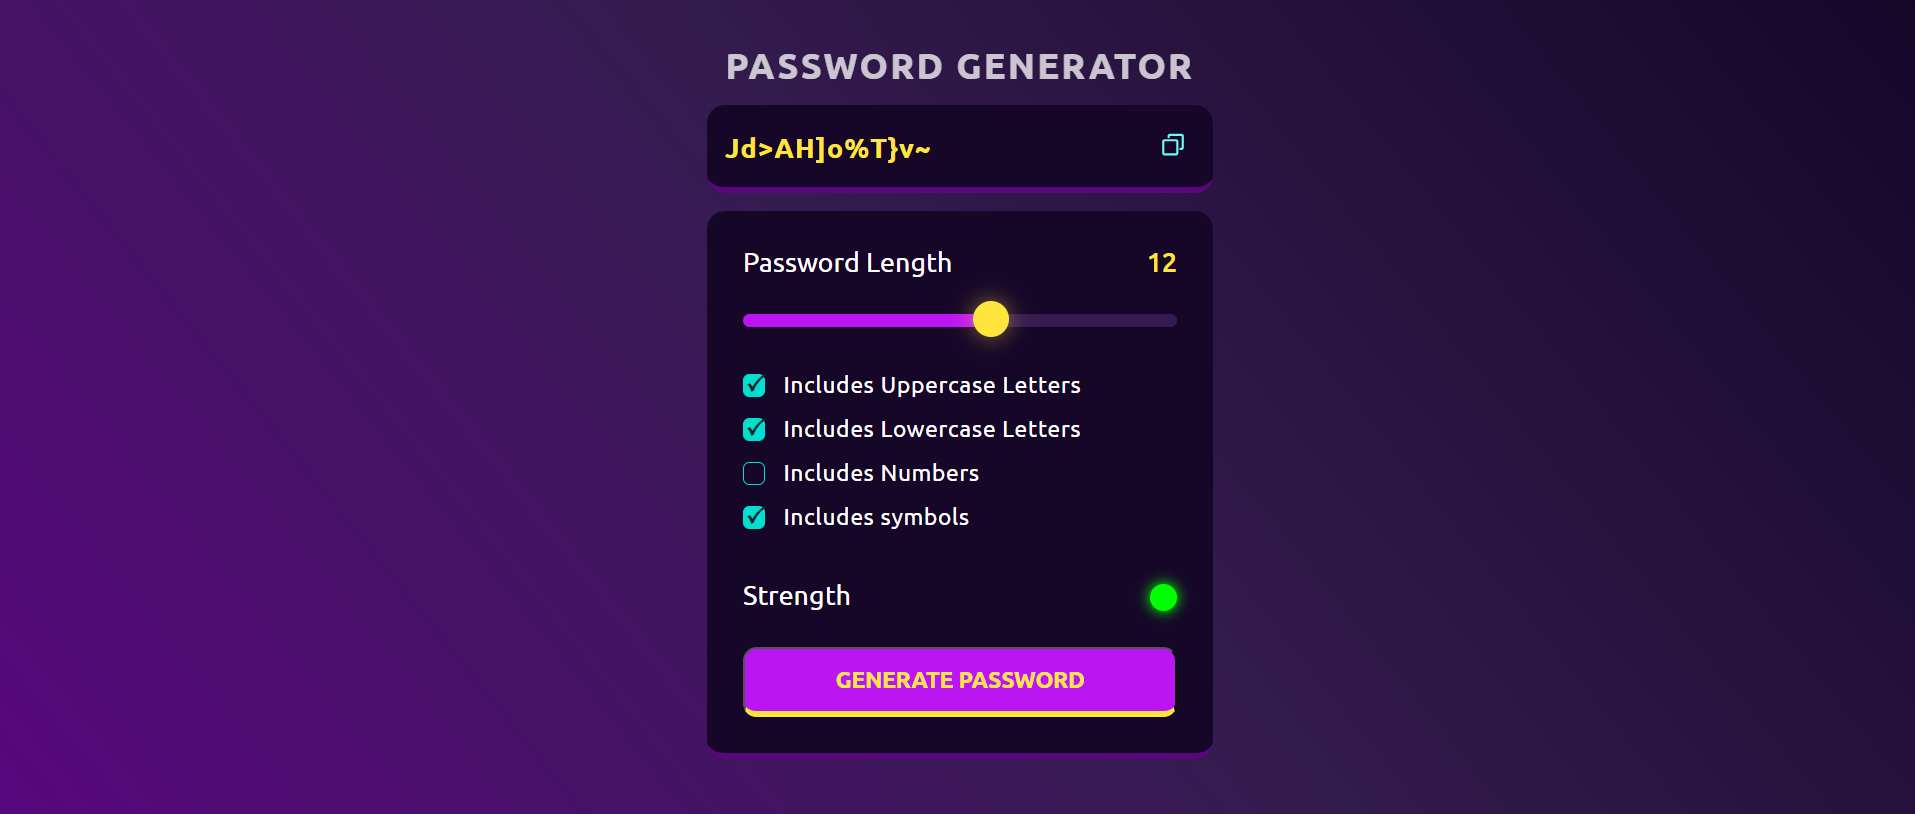 PASSWORD GENERATOR
Jd>AH]o%T}v~
Password Length 12
Includes Uppercase Letters
Includes Lowercase Letters
Includes Numbers
Includes symbols
Strength
GENERATE PASSWORD